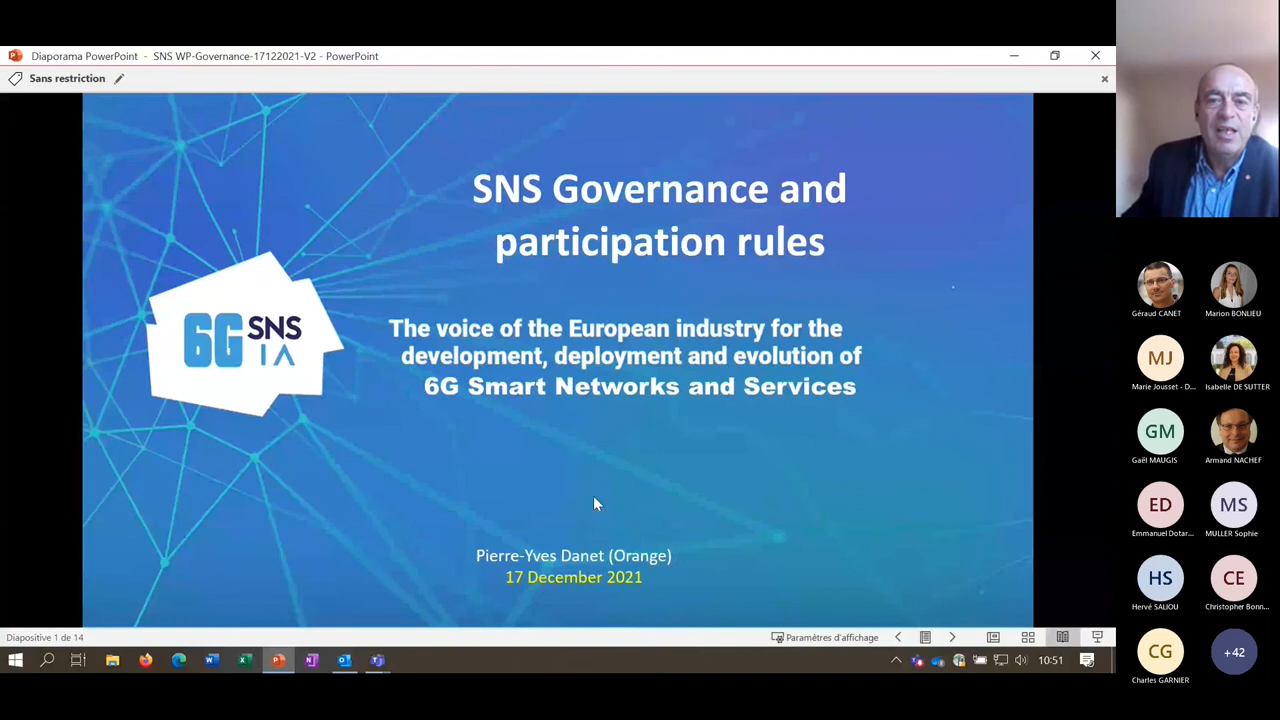 Diaporama PowerPoint - SNS WP-Governance-17122021-V2 - PowerPoint
Sans restriction
SNS Governance and
participation rules
6G SNS
IA
The voice of the European industry for the
development, deployment and evolution of
6G Smart Networks and Services
Pierre-Yves Danet (Orange)
17 December 2021
Diapositive 1 de 14
Paramètres d'affichage
10:51
Géraud CANET
Marion BONLIEU
MJ
Marie Jousset - D...
Isabelle DE SUTTER
GM
Gaël MAUGIS
Armand NACHEF
ED
Emmanuel Dotar...
MS
MULLER Sophie
HS
Hervé SALIOU
CE
Christopher Bonn...
CG
Charles GARNIER
+42